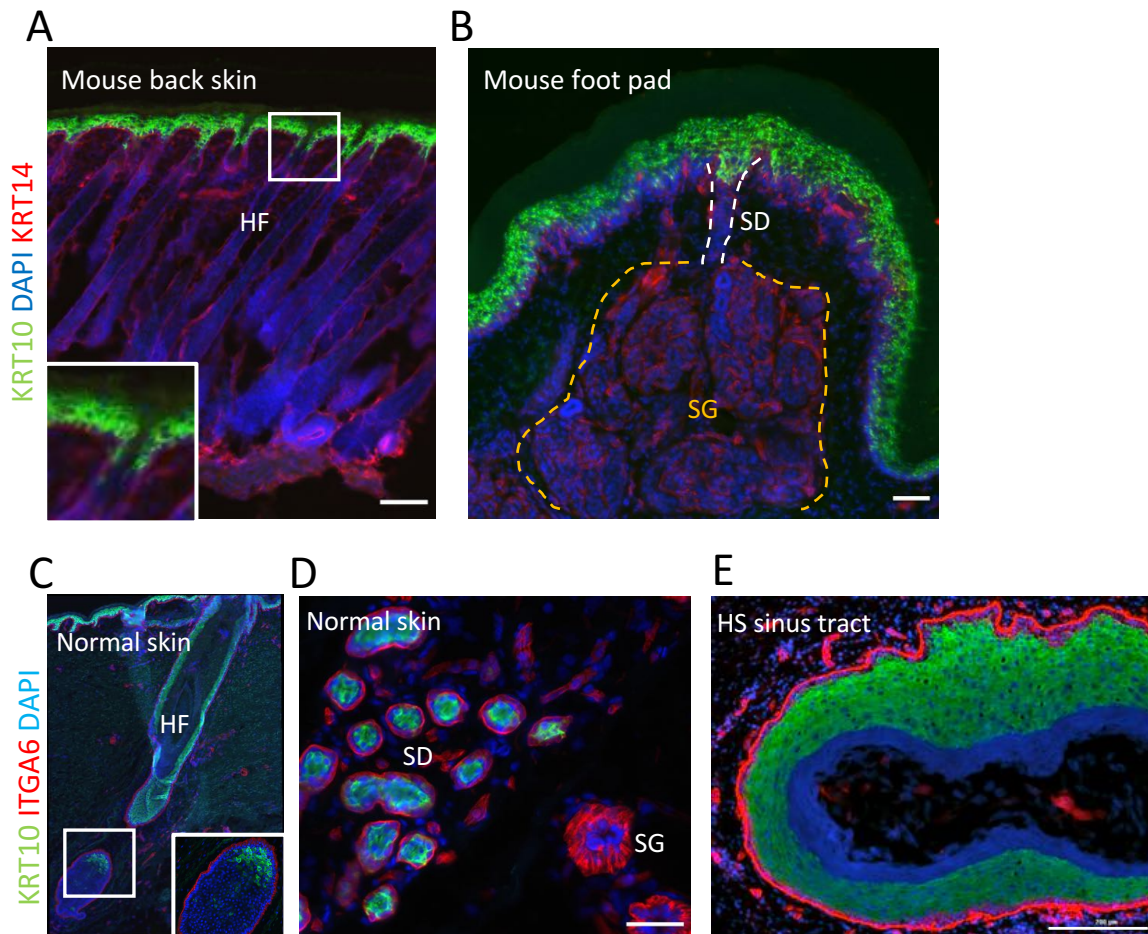 A
B
Mouse back skin
Mouse foot pad
KRT10 DAPI KRT14
HF
SD
SG
C
D
E
Normal skin
Normal skin
HS sinus tract
KRT10 ITGA6 DAPI
HF
SD
SG